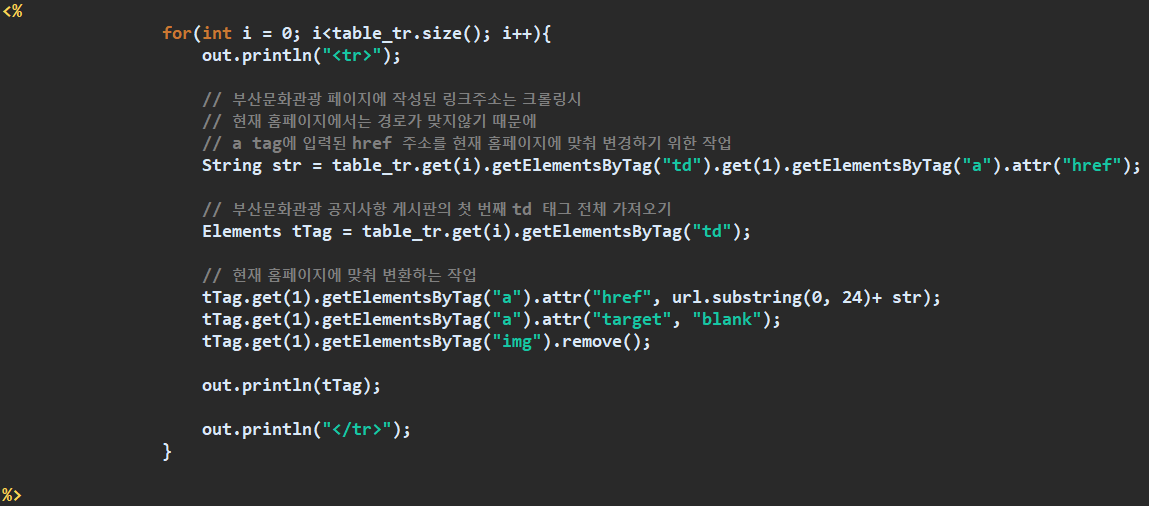 <%
for(int i = 0; i<table_tr.size(); i++){
out.println("<tr>");
// 부산문화관광 페이지에 작성된 링크주소는 크롤링시
// 현재 홈페이지에서는 경로가 맞지않기 때문에
// a tag에 입력된 href 주소를 현재 홈페이지에 맞춰 변경하기 위한 작업
String str = table_tr.get(i).getElementsByTag("td").get(1).getElementsByTag("a").attr("href");
// 부산문화관광 공지사항 게시판의 첫 번째 td 태그 전체 가져오기
Elements tTag = table_tr.get(i).getElementsByTag("td");
// 현재 홈페이지에 맞춰 변환하는 작업
tTag.get(1).getElementsByTag("a").attr("href", url.substring(0, 24)+ str);
tTag.get(1).getElementsByTag("a").attr("target", "blank");
tTag.get(1).getElementsByTag("img").remove();
out.println(tTag);
out.println("</tr>");
}
%>